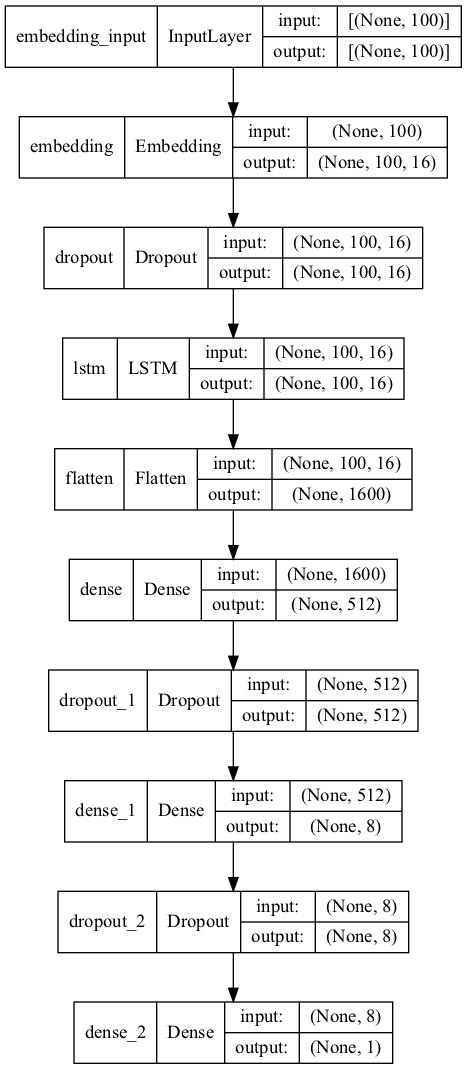 embedding_input InputLayer input: [(None, 100)]
output: [(None, 100)]
embedding Embedding input: (None, 100)
output: (None, 100, 16)
dropout Dropout input: (None, 100, 16)
output: (None, 100, 16)
lstm LSTM input: (None, 100, 16)
output: (None, 100, 16)
flatten Flatten input: (None, 100, 16)
output: (None, 1600)
dense Dense input: (None, 1600)
output: (None, 512)
dropout_1 Dropout input: (None, 512)
output: (None, 512)
dense_1 Dense input: (None, 512)
output: (None, 8)
dropout_2 Dropout input: (None, 8)
output: (None, 8)
dense_2 Dense input: (None, 8)
output: (None, 1)